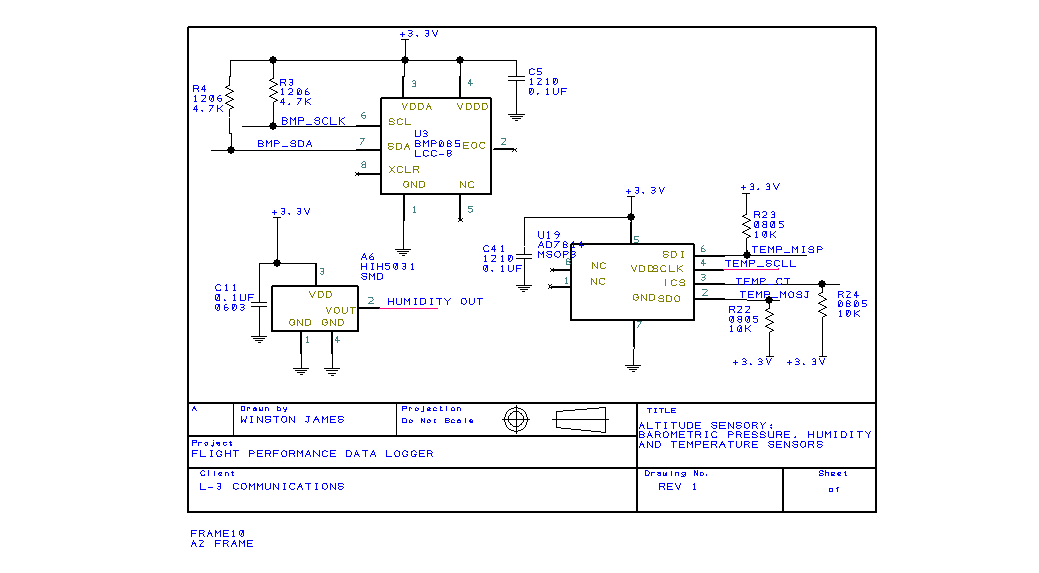 +3.3V
R4
1206
4.7K
R3
1206
4.7K
C5
1210
0.1UF
3
4
VDDA
VDDD
BMP_SCLK
6
SCL
U3
BMP085
LCC-8
BMP_SDA
7
SDA
EOC
2
8
XCLR
GND
NC
1
5
+3.3V
+3.3V
+3.3V
A6
HIH5031
SMD
3
C11
0.1UF
0603
VDD
VOUT
2
HUMIDITY OUT
GND
GND
1
4
U19
AD7814
MSOP8
C41
1210
0.1UF
5
R23
0805
10K
SDI
6
TEMP_MISP
8
NC
VDD
SCLK
4
TEMP_SCLL
1
NC
ICS
3
TEMP_CT
GND
SDO
2
TEMP_MOSJ
R22
0805
10K
R24
0805
10K
7
+3.3V
+3.3V
A
Drawn by
WINSTON JAMES
Projection
Do Not Scale
TITLE
ALTITUDE SENSORY:
BAROMETRIC PRESSURE. HUMIDITY
AND TEMPERATURE SENSORS
Project
FLIGHT PERFORMANCE DATA LOGGER
Client
L-3 COMMUNICATIONS
Drawing No.
REV 1
Sheet
of
FRAME10
A2 FRAME